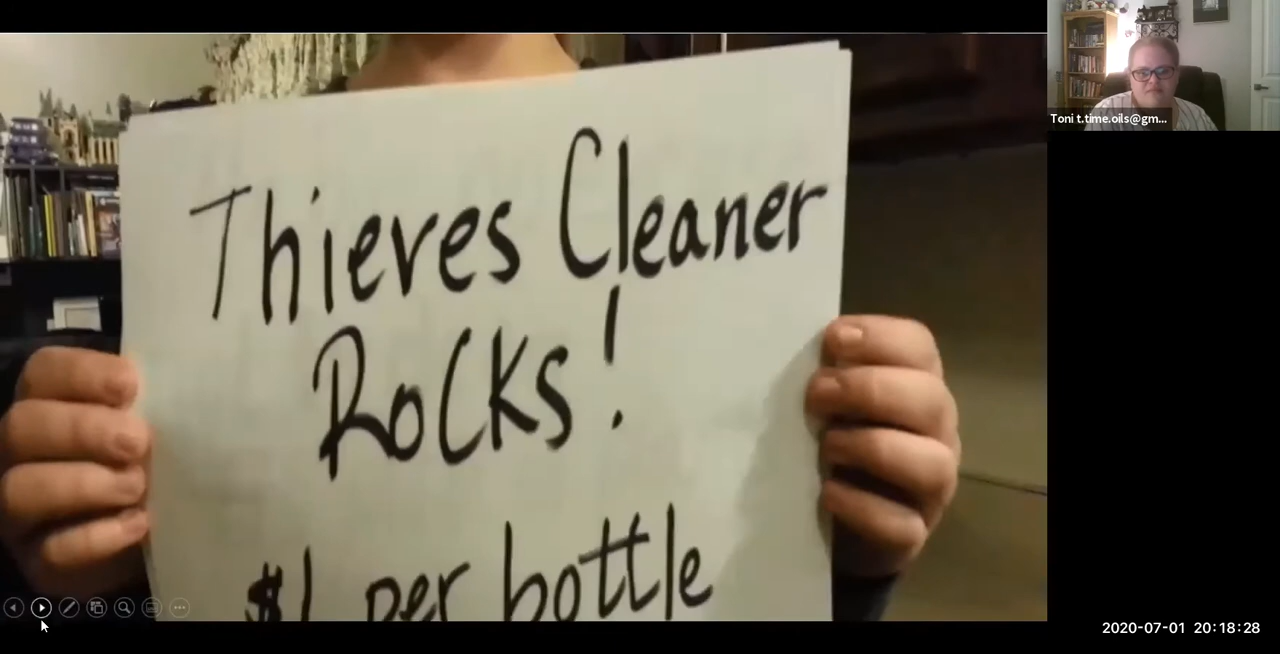 Thieves Cleaner
Rocks!
$1 per bottle
Toni t.time.oils@gm...
2020-07-01 20:18:28